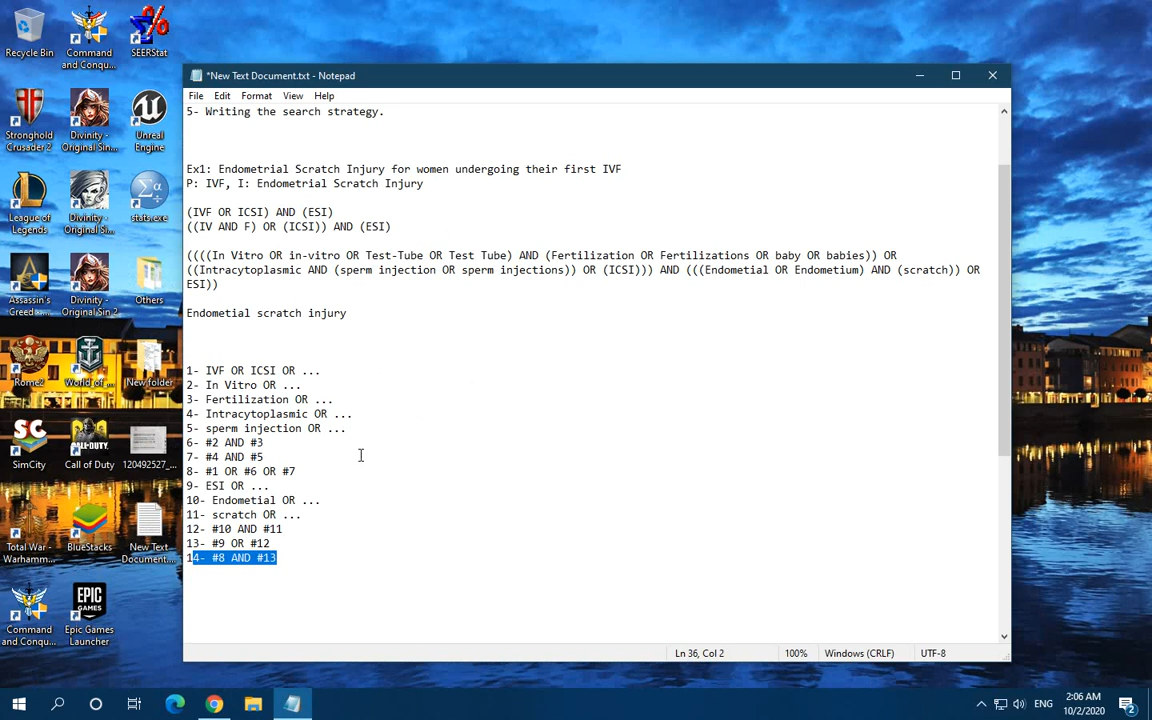 Recycle Bin
Command and Conqu...
SEERStat
Stronghold Crusader 2
Divinity - Original Sin...
Unreal Engine
League of Legends
Divinity - Original Sin...
stats.exe
Assassin's Creed -...
Divinity - Original Sin 2
Others
Rome2
World of ...
New folder
SimCity
Call of Duty
120492527_...
Total War - Warhamm...
BlueStacks
New Text Document....
Command and Conqu...
Epic Games Launcher
EPIC GAMES
*New Text Document.txt - Notepad
File Edit Format View Help
5- Writing the search strategy.
Ex1: Endometrial Scratch Injury for women undergoing their first IVF
P: IVF, I: Endometrial Scratch Injury
(IVF OR ICSI) AND (ESI)
((IV AND F) OR (ICSI)) AND (ESI)
((((In Vitro OR in-vitro OR Test-Tube OR Test Tube) AND (Fertilization OR Fertilizations OR baby OR babies)) OR
((Intracytoplasmic AND (sperm injection OR sperm injections)) OR (ICSI))) AND (((Endometial OR Endometium) AND (scratch)) OR
ESI))
Endometial scratch injury
1- IVF OR ICSI OR ...
2- In Vitro OR ...
3- Fertilization OR ...
4- Intracytoplasmic OR ...
5- sperm injection OR ...
6- #2 AND #3
7- #4 AND #5
8- #1 OR #6 OR #7
9- ESI OR ...
10- Endometial OR ...
11- scratch OR ...
12- #10 AND #11
13- #9 OR #12
14- #8 AND #13
Ln 36, Col 2 100% Windows (CRLF) UTF-8
ENG
2:06 AM
10/2/2020
2